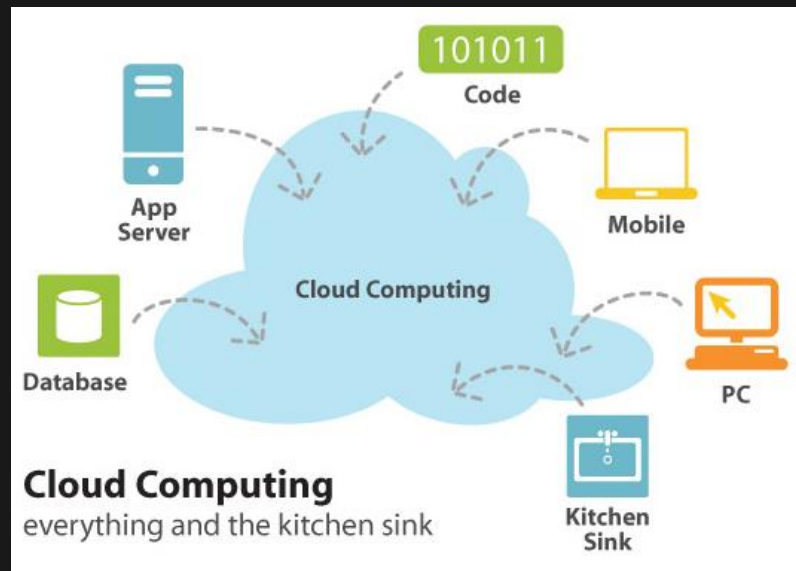 101011
Code
App
Server
Mobile
Cloud Computing
Database
PC
Kitchen
Sink
Cloud Computing
everything and the kitchen sink